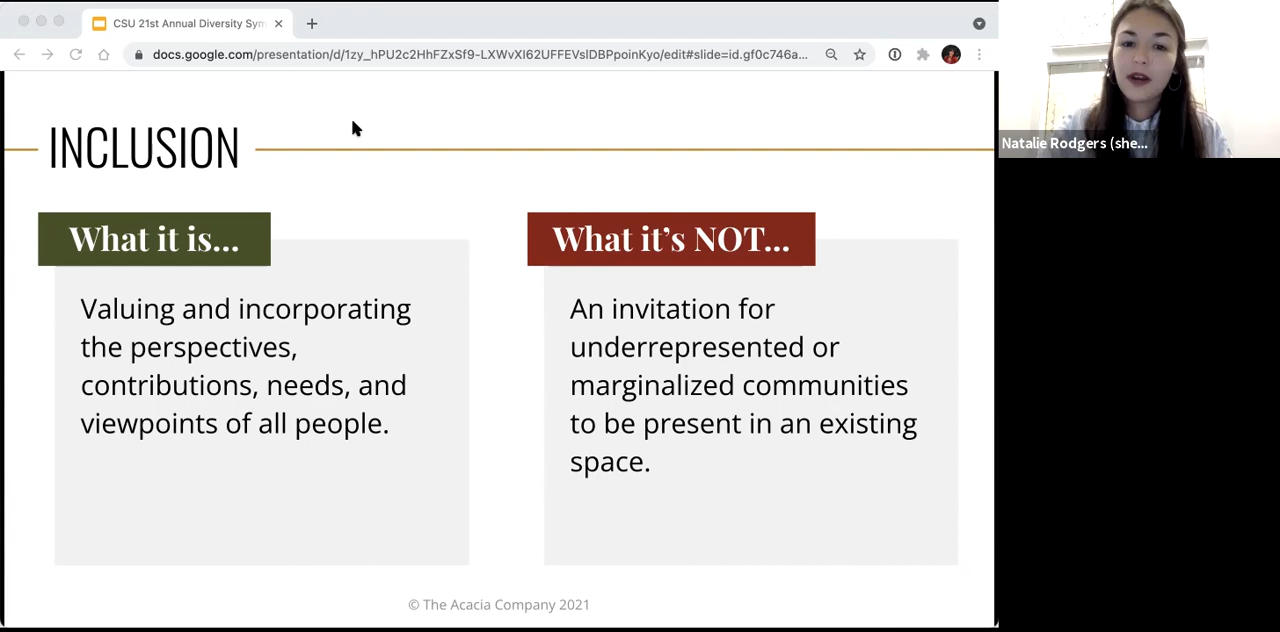 CSU 21st Annual Diversity Sym
docs.google.com/presentation/d/1zy_hPU2c2HhFZxSf9-LXWvXI62UFFEVslDBPpoinKyo/edit#slide=id.gf0c746a...
Natalie Rodgers (she...
INCLUSION
What it is...
Valuing and incorporating
the perspectives,
contributions, needs, and
viewpoints of all people.
What it's NOT...
An invitation for
underrepresented or
marginalized communities
to be present in an existing
space.
© The Acacia Company 2021